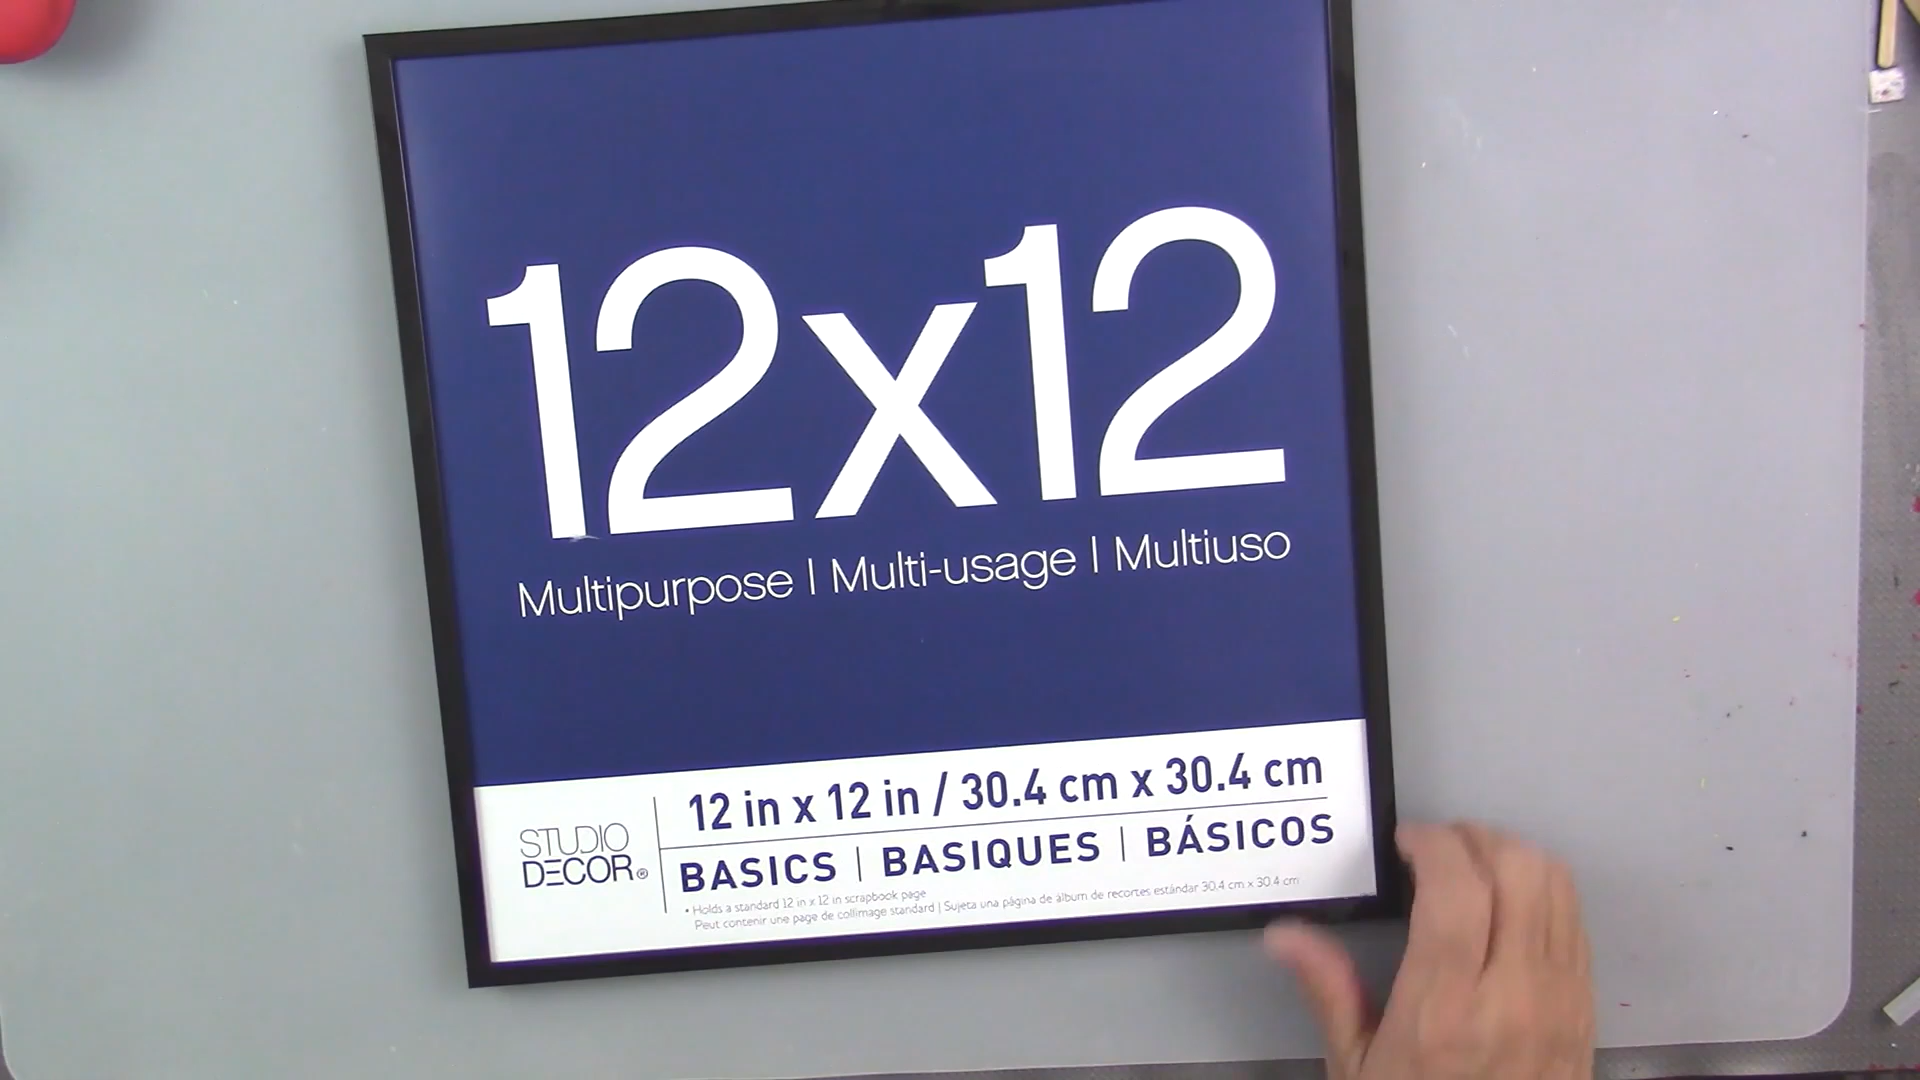 12x12
Multipurpose | Multi-usage | Multiuso
STUDIO
DECOR®
12 in x 12 in / 30.4 cm x 30.4 cm
BASICS | BASIQUES | BÁSICOS
• Holds a standard 12 in x 12 in scrapbook page
Peut contenir une page de collimage standard | Sujeta una página de álbum de recortes estándar 30.4 cm x 30.4 cm